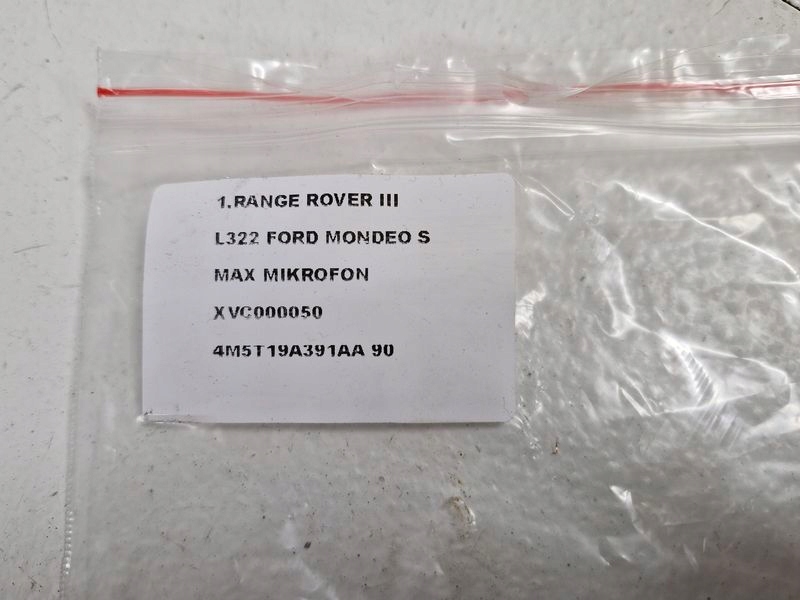 1.RANGE ROVER III
L322 FORD MONDEO S
MAX MIKROFON
XVC000050
4M5T19A391AA 90